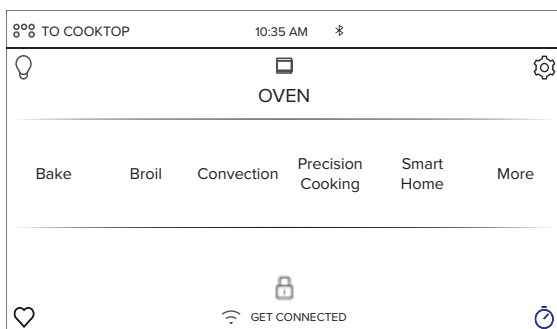 TO COOKTOP 10:35 AM
OVEN
Bake Broil Convection Precision Cooking Smart Home More
GET CONNECTED